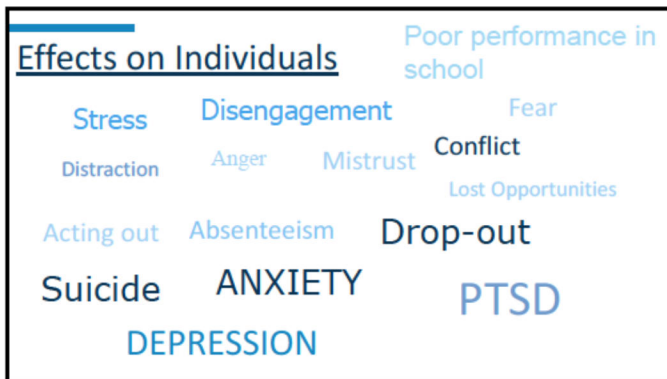 Effects on Individuals
Poor performance in
school
Stress
Disengagement
Fear
Distraction
Anger
Mistrust
Conflict
Lost Opportunities
Acting out
Absenteeism
Drop-out
Suicide
ANXIETY
PTSD
DEPRESSION